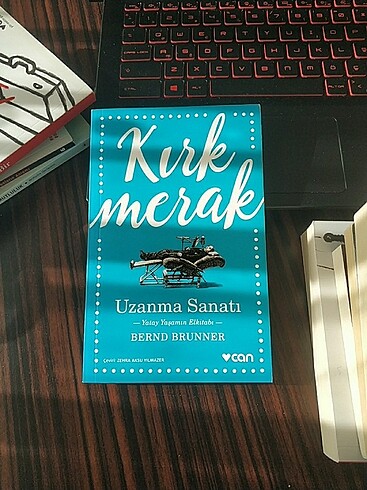 Kırk
merak
Uzanma Sanatı
— Yatay Yaşamın Elkitabı —
BERND BRUNNER
can
Çeviri ZEHRA AKSU YILMAZER